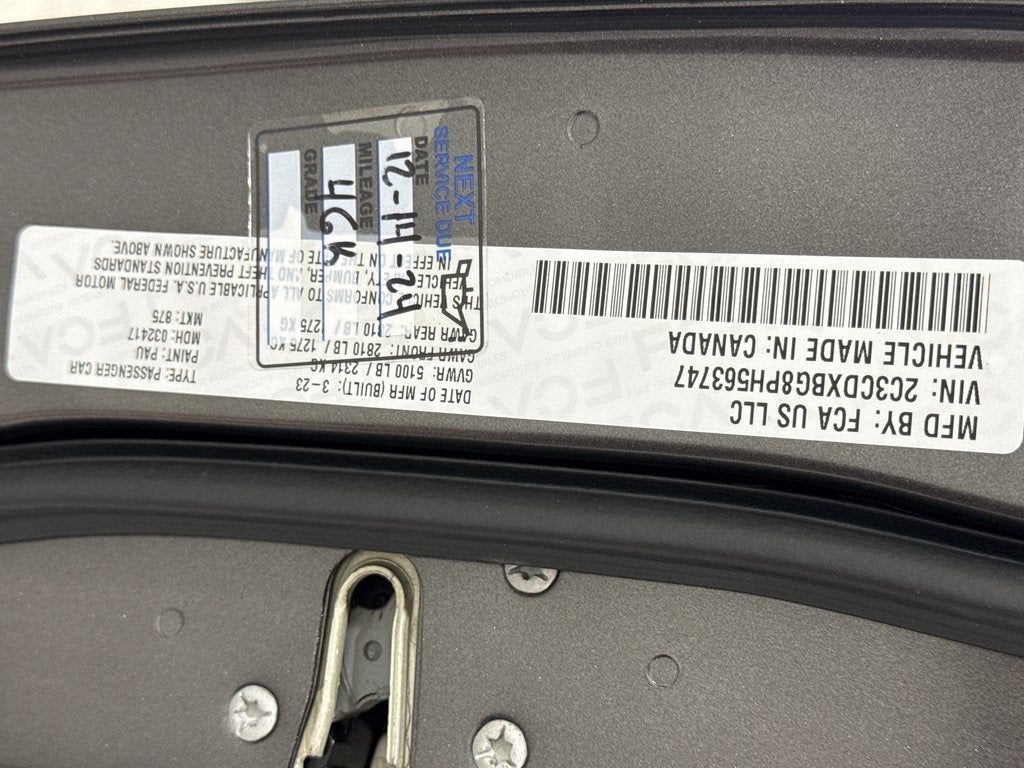 MFD BY: FCA US LLC
VIN: 2C3CDXBG8PH563747
VEHICLE MADE IN: CANADA
DATE OF MFR (BUILT): 3-23
GVWR: 5100 LB / 2314 KG
GAWR FRONT: 2810 LB / 1275 KG
GAWR REAR: 2810 LB / 1275 KG
THIS VEHICLE CONFORMS TO ALL APPLICABLE U.S.A. FEDERAL MOTOR
VEHICLE SAFETY, BUMPER, AND THEFT PREVENTION STANDARDS
IN EFFECT ON THE DATE OF MANUFACTURE SHOWN ABOVE.
TYPE: PASSENGER CAR
PAINT: PAU
MDH: 032417
MKT: 875
NEXT
SERVICE DUE
DATE
12-14-24
MILEAGE
46K
GRADE
FCA